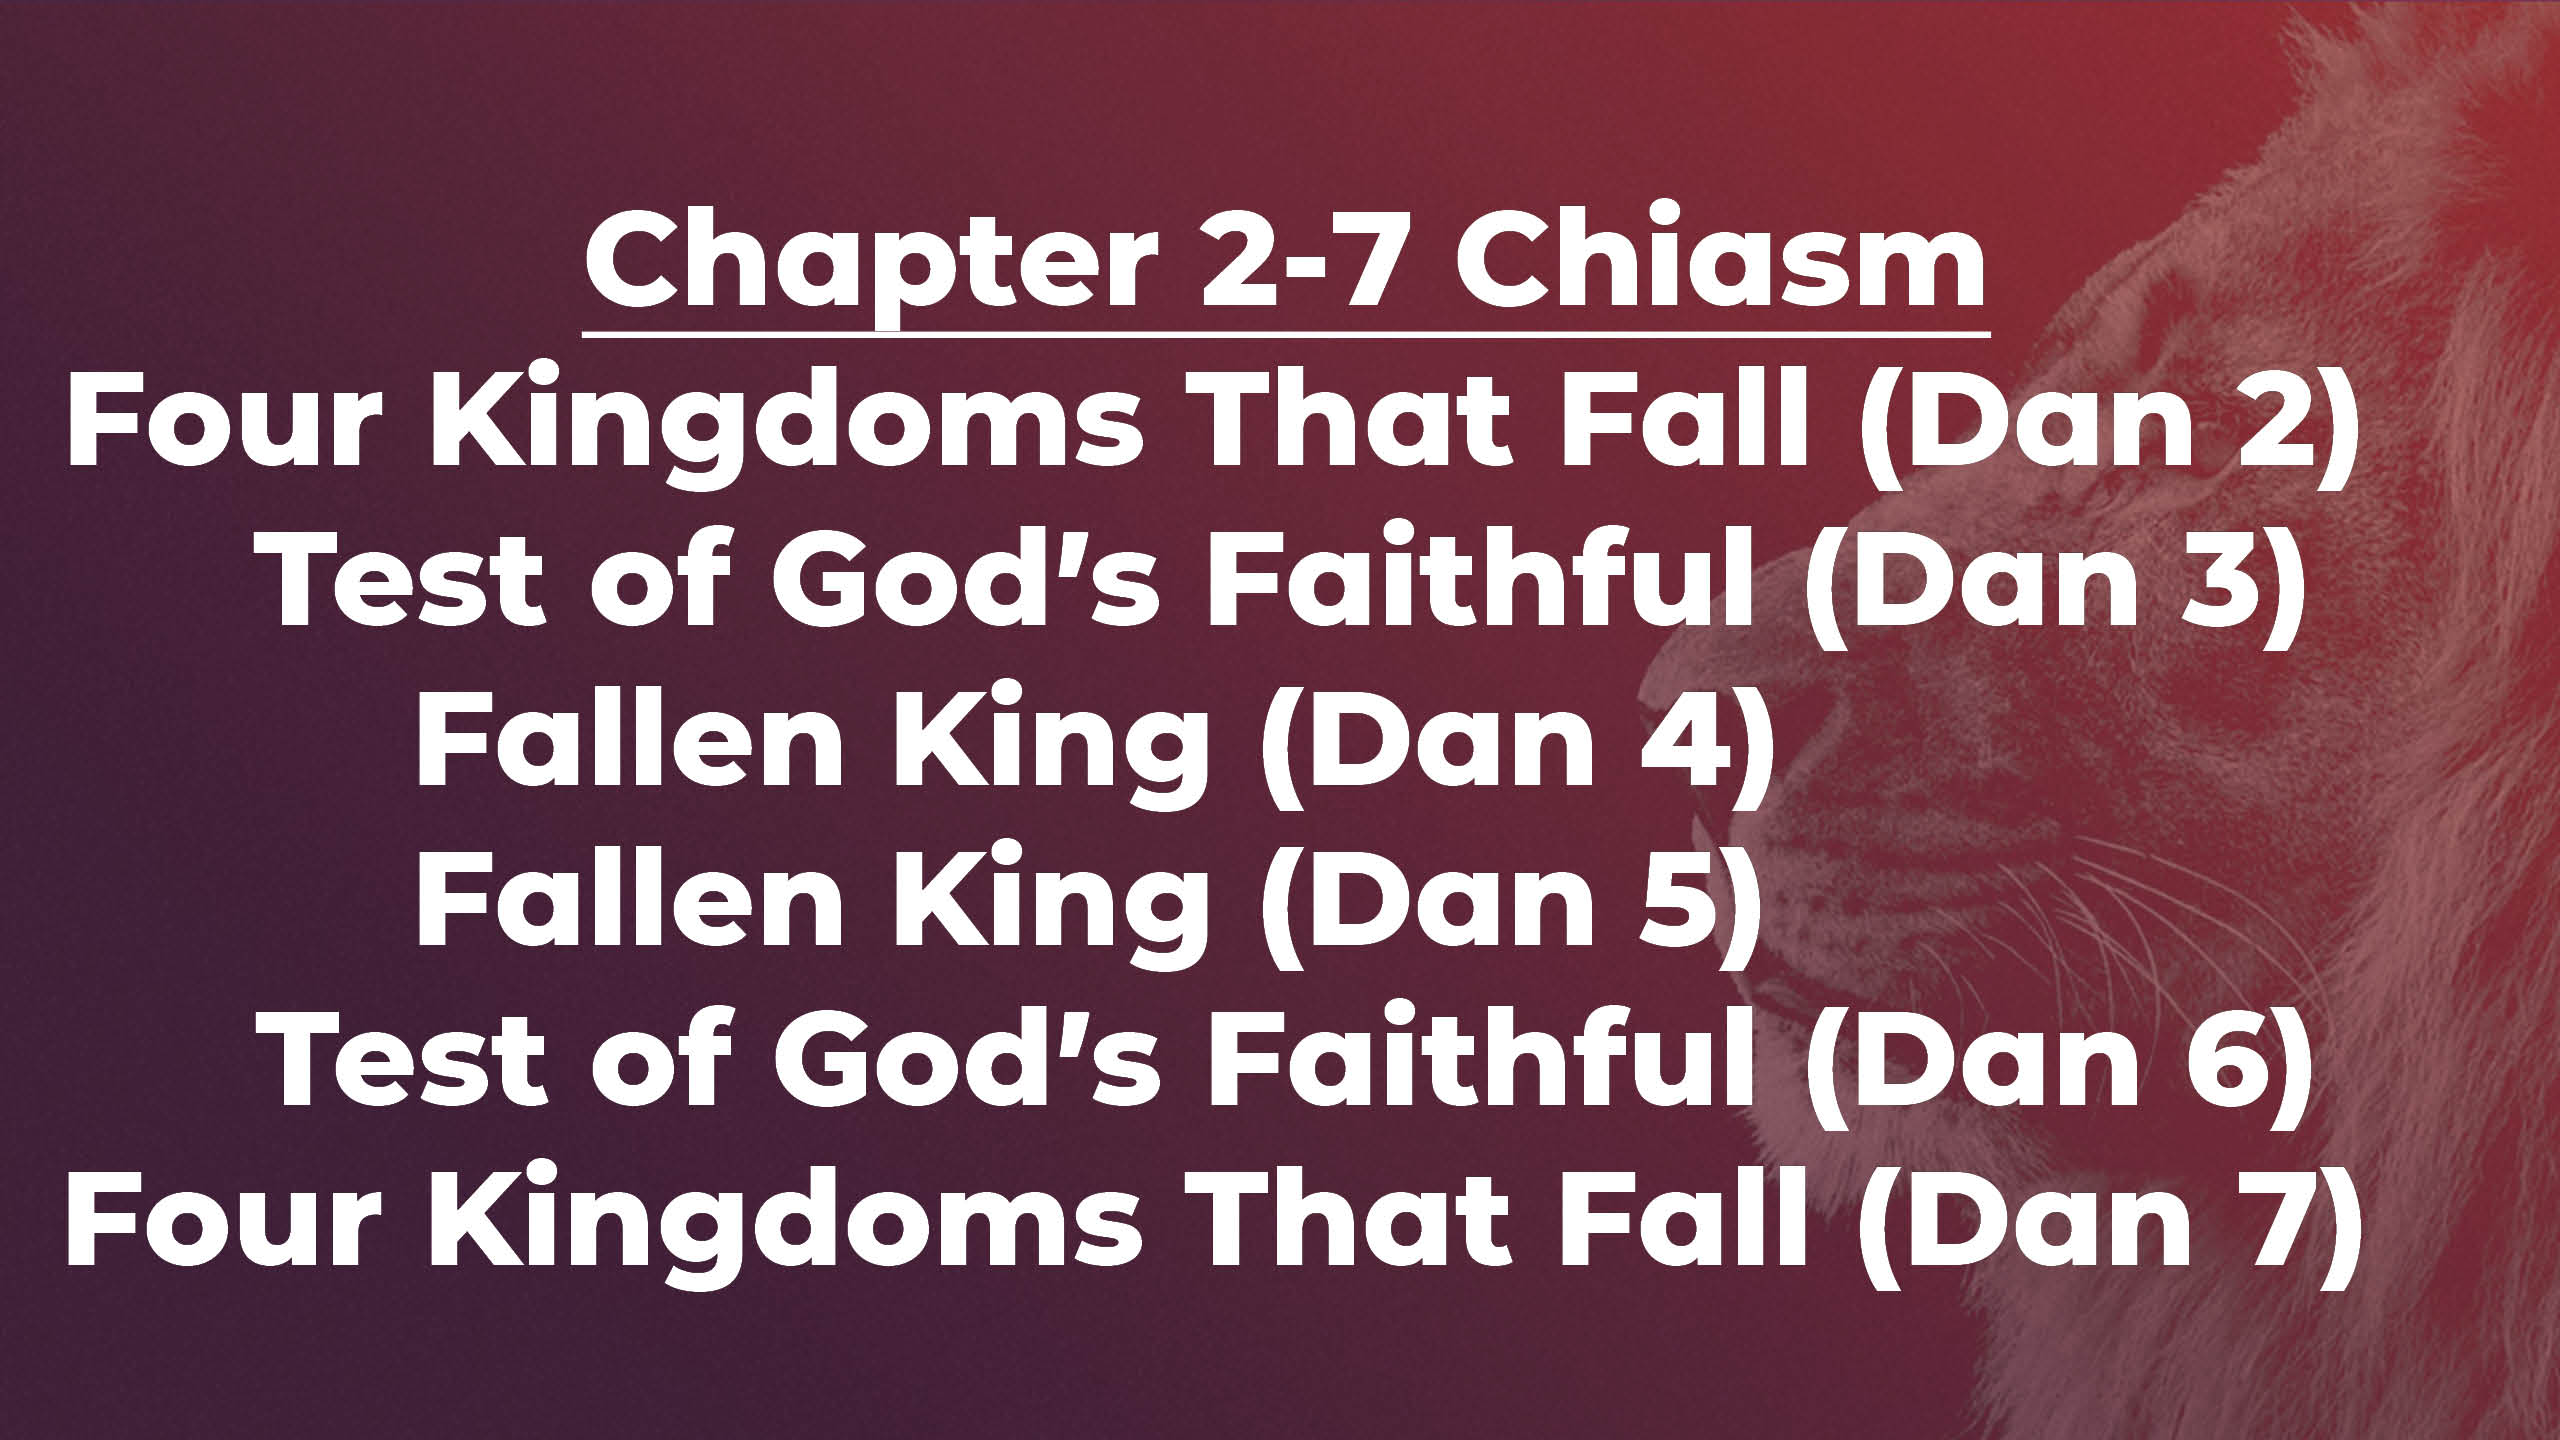 Chapter 2-7 Chiasm
Four Kingdoms That Fall (Dan 2)
Test of God's Faithful (Dan 3)
Fallen King (Dan 4)
Fallen King (Dan 5)
Test of God's Faithful (Dan 6)
Four Kingdoms That Fall (Dan 7)